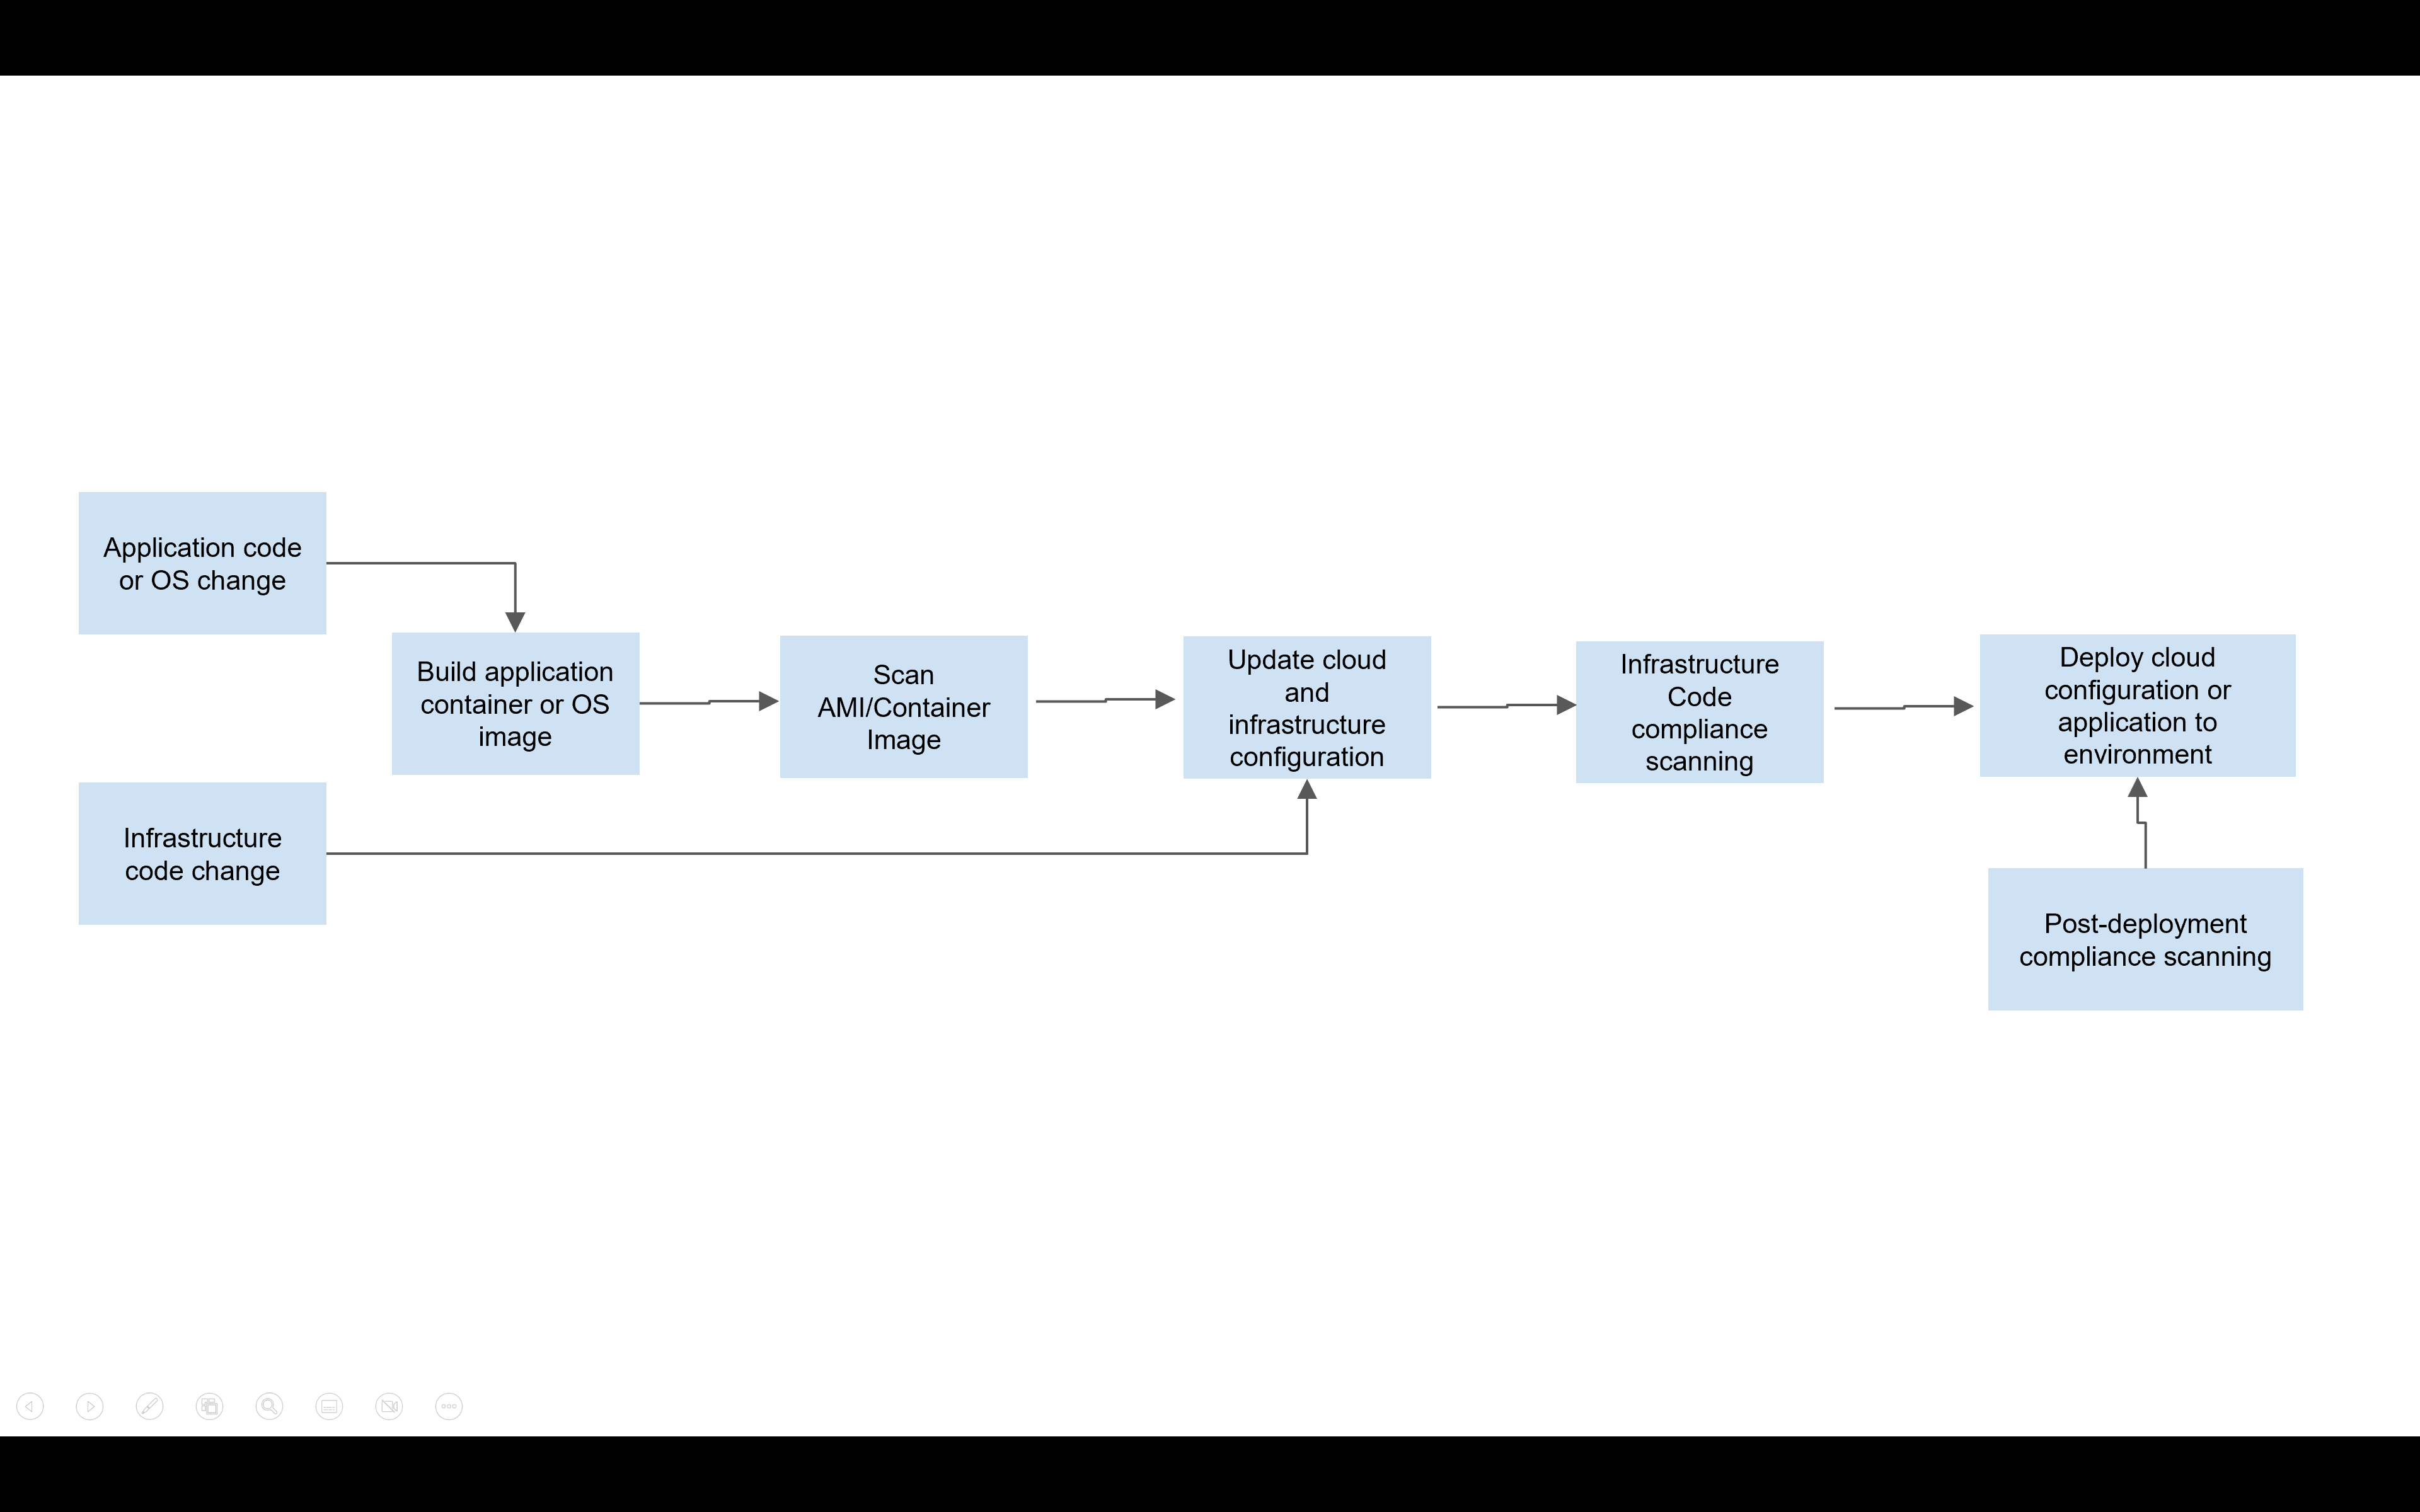 Application code
or OS change
Build application
container or OS
image
Scan
AMI/Container
Image
Update cloud
and
infrastructure
configuration
Infrastructure
Code
compliance
scanning
Deploy cloud
configuration or
application to
environment
Infrastructure
code change
Post-deployment
compliance scanning